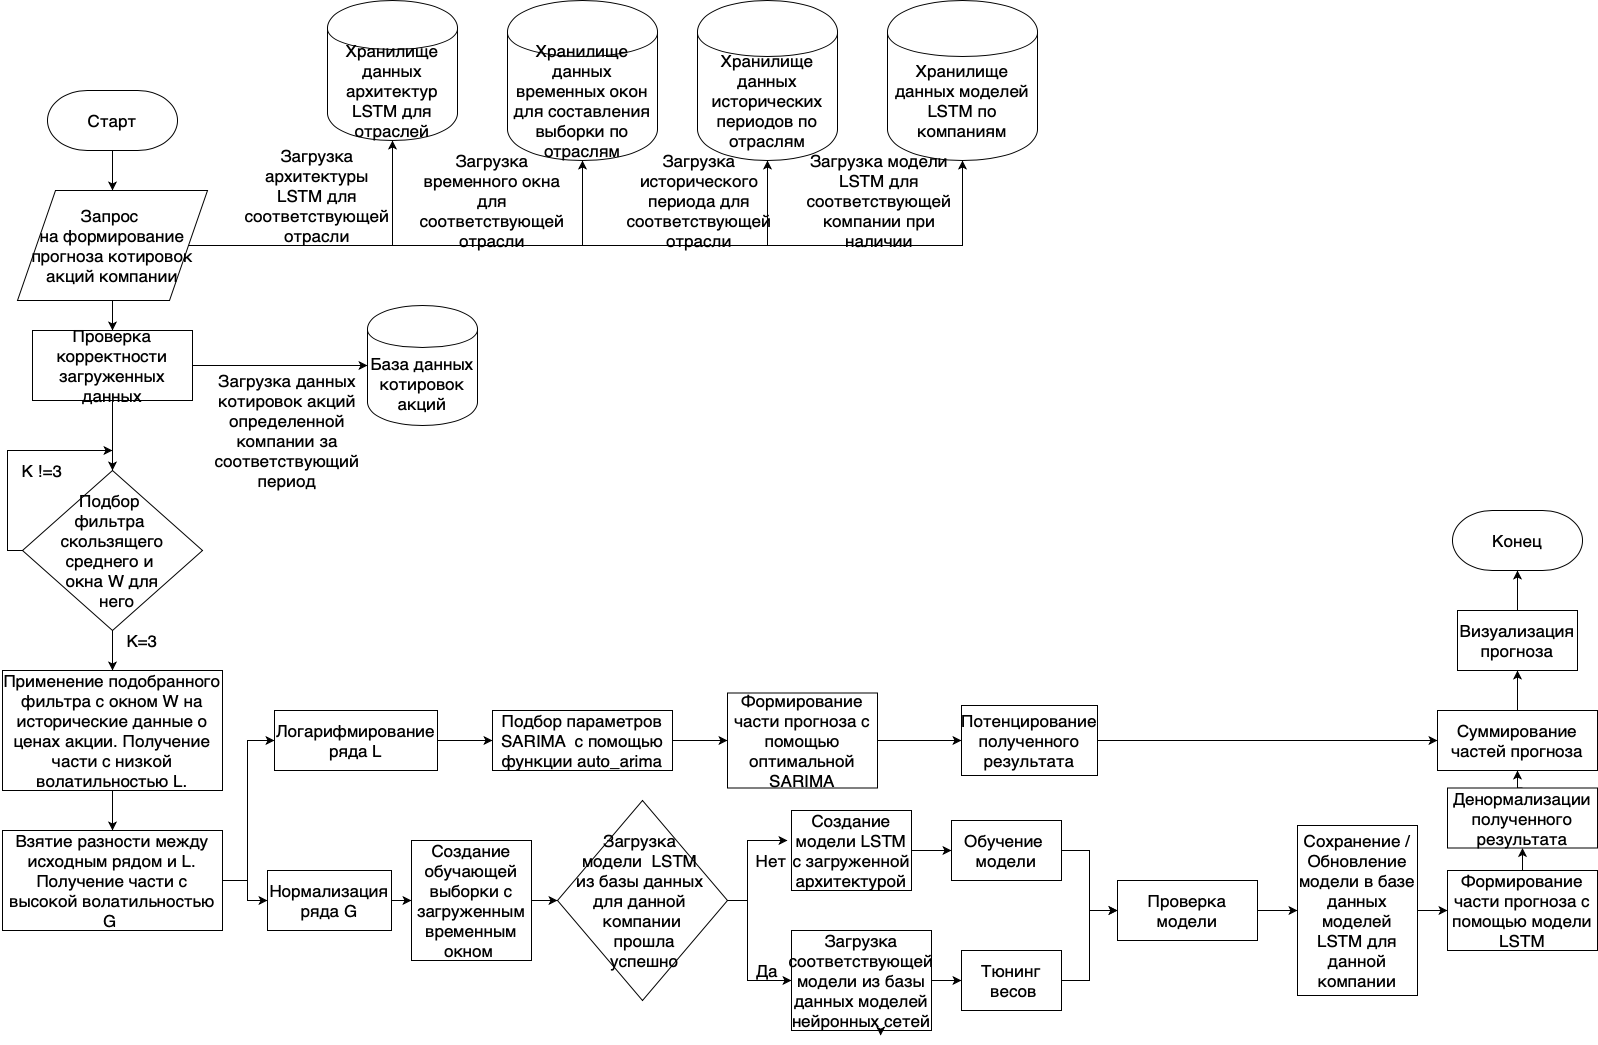 Хранилище
данных
архитектур
LSTM для
отраслей
Хранилище
данных
временных окон
для составления
выборки по
отраслям
Хранилище
данных
исторических
периодов по
отраслям
Хранилище
данных моделей
LSTM по
компаниям
Старт
Загрузка
архитектуры
LSTM для
соответствующей
отрасли
Загрузка
временного окна
для
соответствующей
отрасли
Загрузка
исторического
периода для
соответствующей
отрасли
Загрузка модели
LSTM для
соответствующей
компании при
наличии
Запрос
на формирование
прогноза котировок
акций компании
Проверка
корректности
загруженных
данных
База данных
котировок
акций
Загрузка данных
котировок акций
определенной
компании за
соответствующий
период
K !=3
Подбор
фильтра
скользящего
среднего и
окна W для
него
K=3
Применение подобранного
фильтра с окном W на
исторические данные о
ценах акции. Получение
части с низкой
волатильностью L.
Взятие разности между
исходным рядом и L.
Получение части с
высокой волатильностью
G
Логарифмирование
ряда L
Подбор параметров
SARIMA с помощью
функции auto_arima
Формирование
части прогноза с
помощью
оптимальной
SARIMA
Потенцирование
полученного
результата
Нормализация
ряда G
Создание
обучающей
выборки с
загруженным
временным
окном
Загрузка
модели LSTM
из базы данных
для данной
компании
прошла
успешно
Нет
Да
Создание
модели LSTM
с загруженной
архитектурой
Обучение
модели
Загрузка
соответствующей
модели из базы
данных моделей
нейронных сетей
Тюнинг
весов
Проверка
модели
Сохранение /
Обновление
модели в базе
данных
моделей
LSTM для
данной
компании
Формирование
части прогноза с
помощью модели
LSTM
Денормализации
полученного
результата
Суммирование
частей прогноза
Визуализация
прогноза
Конец